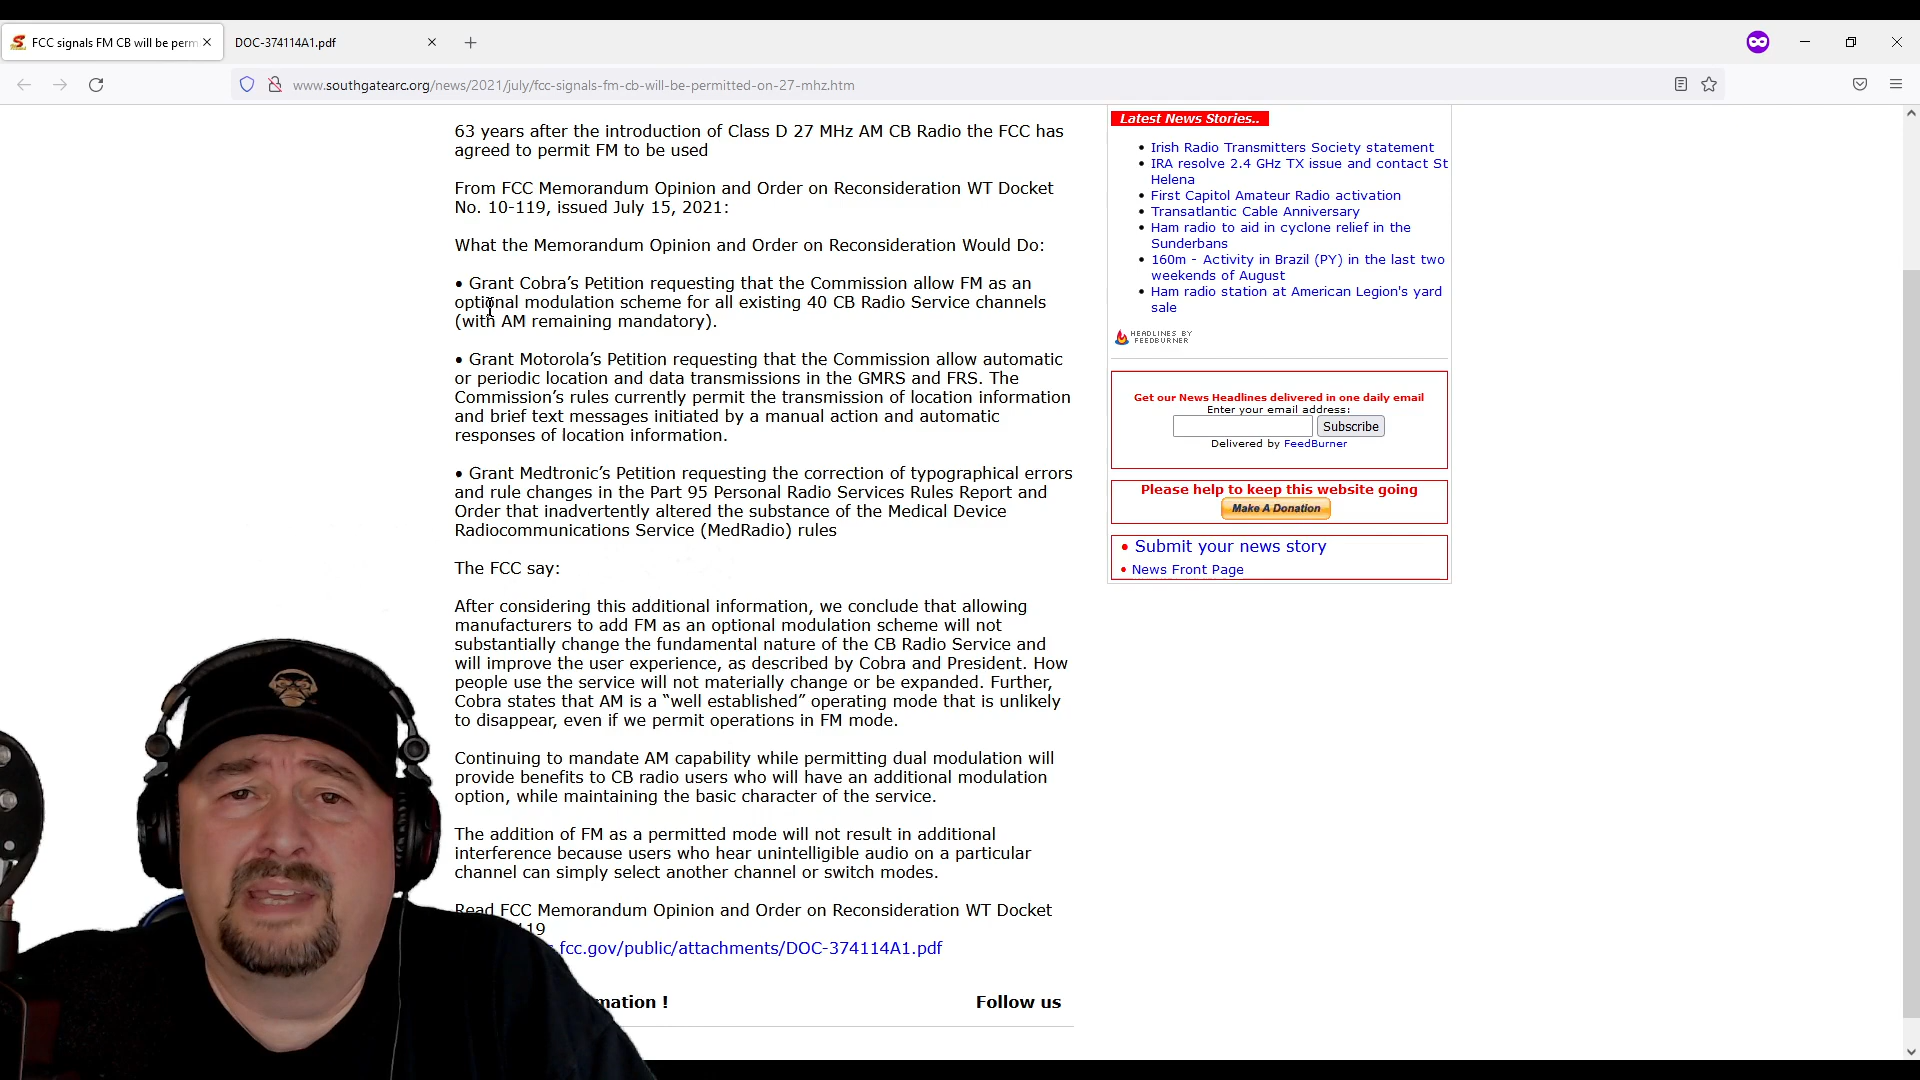 FCC signals FM CB will be perm
DOC-374114A1.pdf
www.southgatearc.org/news/2021/july/fcc-signals-fm-cb-will-be-permitted-on-27-mhz.htm
63 years after the introduction of Class D 27 MHz AM CB Radio the FCC has
agreed to permit FM to be used
From FCC Memorandum Opinion and Order on Reconsideration WT Docket
No. 10-119, issued July 15, 2021:
What the Memorandum Opinion and Order on Reconsideration Would Do:
• Grant Cobra’s Petition requesting that the Commission allow FM as an
optional modulation scheme for all existing 40 CB Radio Service channels
(with AM remaining mandatory).
• Grant Motorola’s Petition requesting that the Commission allow automatic
or periodic location and data transmissions in the GMRS and FRS. The
Commission’s rules currently permit the transmission of location information
and brief text messages initiated by a manual action and automatic
responses of location information.
• Grant Medtronic’s Petition requesting the correction of typographical errors
and rule changes in the Part 95 Personal Radio Services Rules Report and
Order that inadvertently altered the substance of the Medical Device
Radiocommunications Service (MedRadio) rules
The FCC say:
After considering this additional information, we conclude that allowing
manufacturers to add FM as an optional modulation scheme will not
substantially change the fundamental nature of the CB Radio Service and
will improve the user experience, as described by Cobra and President. How
people use the service will not materially change or be expanded. Further,
Cobra states that AM is a “well established” operating mode that is unlikely
to disappear, even if we permit operations in FM mode.
Continuing to mandate AM capability while permitting dual modulation will
provide benefits to CB radio users who will have an additional modulation
option, while maintaining the basic character of the service.
The addition of FM as a permitted mode will not result in additional
interference because users who hear unintelligible audio on a particular
channel can simply select another channel or switch modes.
Read FCC Memorandum Opinion and Order on Reconsideration WT Docket
119
.fcc.gov/public/attachments/DOC-374114A1.pdf
mation !
Follow us
Latest News Stories..
• Irish Radio Transmitters Society statement
• IRA resolve 2.4 GHz TX issue and contact St
Helena
• First Capitol Amateur Radio activation
• Transatlantic Cable Anniversary
• Ham radio to aid in cyclone relief in the
Sunderbans
• 160m - Activity in Brazil (PY) in the last two
weekends of August
• Ham radio station at American Legion's yard
sale
HEADLINES BY
FEEDBURNER
Get our News Headlines delivered in one daily email
Enter your email address:
Subscribe
Delivered by FeedBurner
Please help to keep this website going
Make A Donation
• Submit your news story
• News Front Page